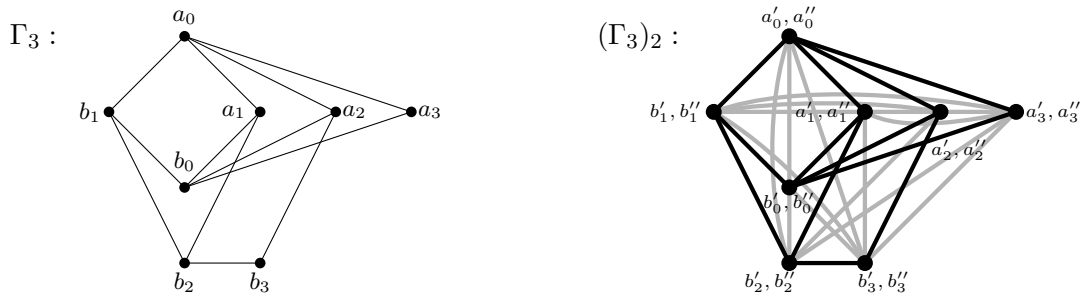 Γ₃ :
a₀
b₁
a₁
a₂
a₃
b₀
b₂
b₃
(Γ₃)₂ :
a′₀, a″₀
b′₁, b″₁
a′₁, a″₁
a′₃, a″₃
a′₂, a″₂
b′₀, b″₀
b′₂, b″₂
b′₃, b″₃